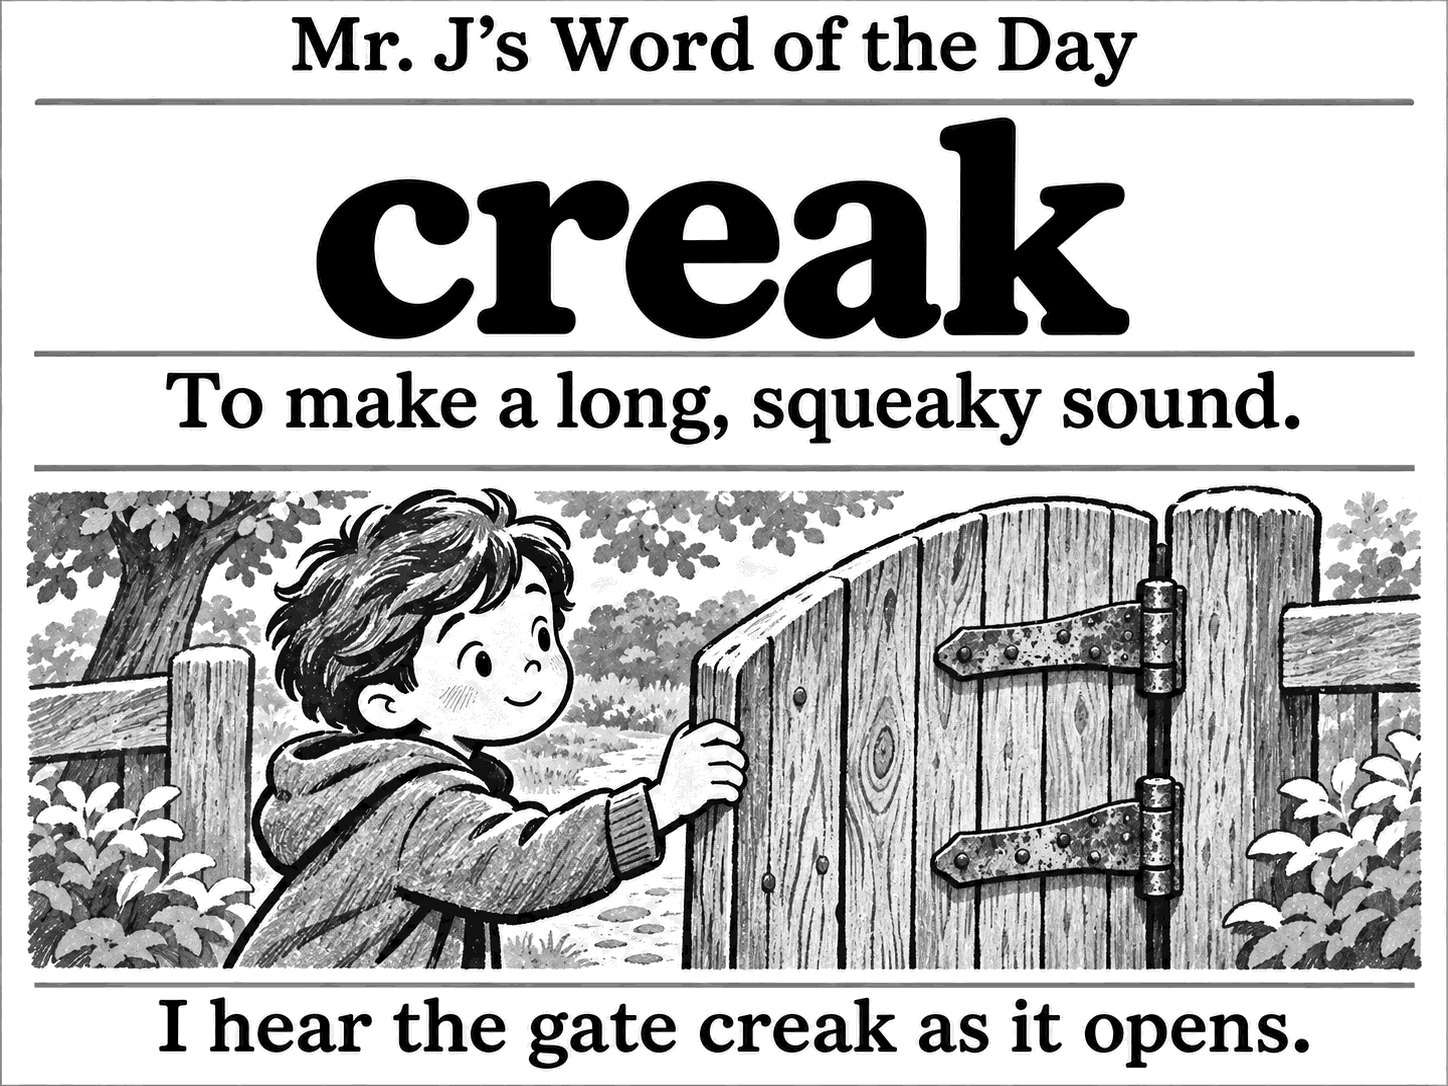 Mr. J’s Word of the Day
creak
To make a long, squeaky sound.
I hear the gate creak as it opens.